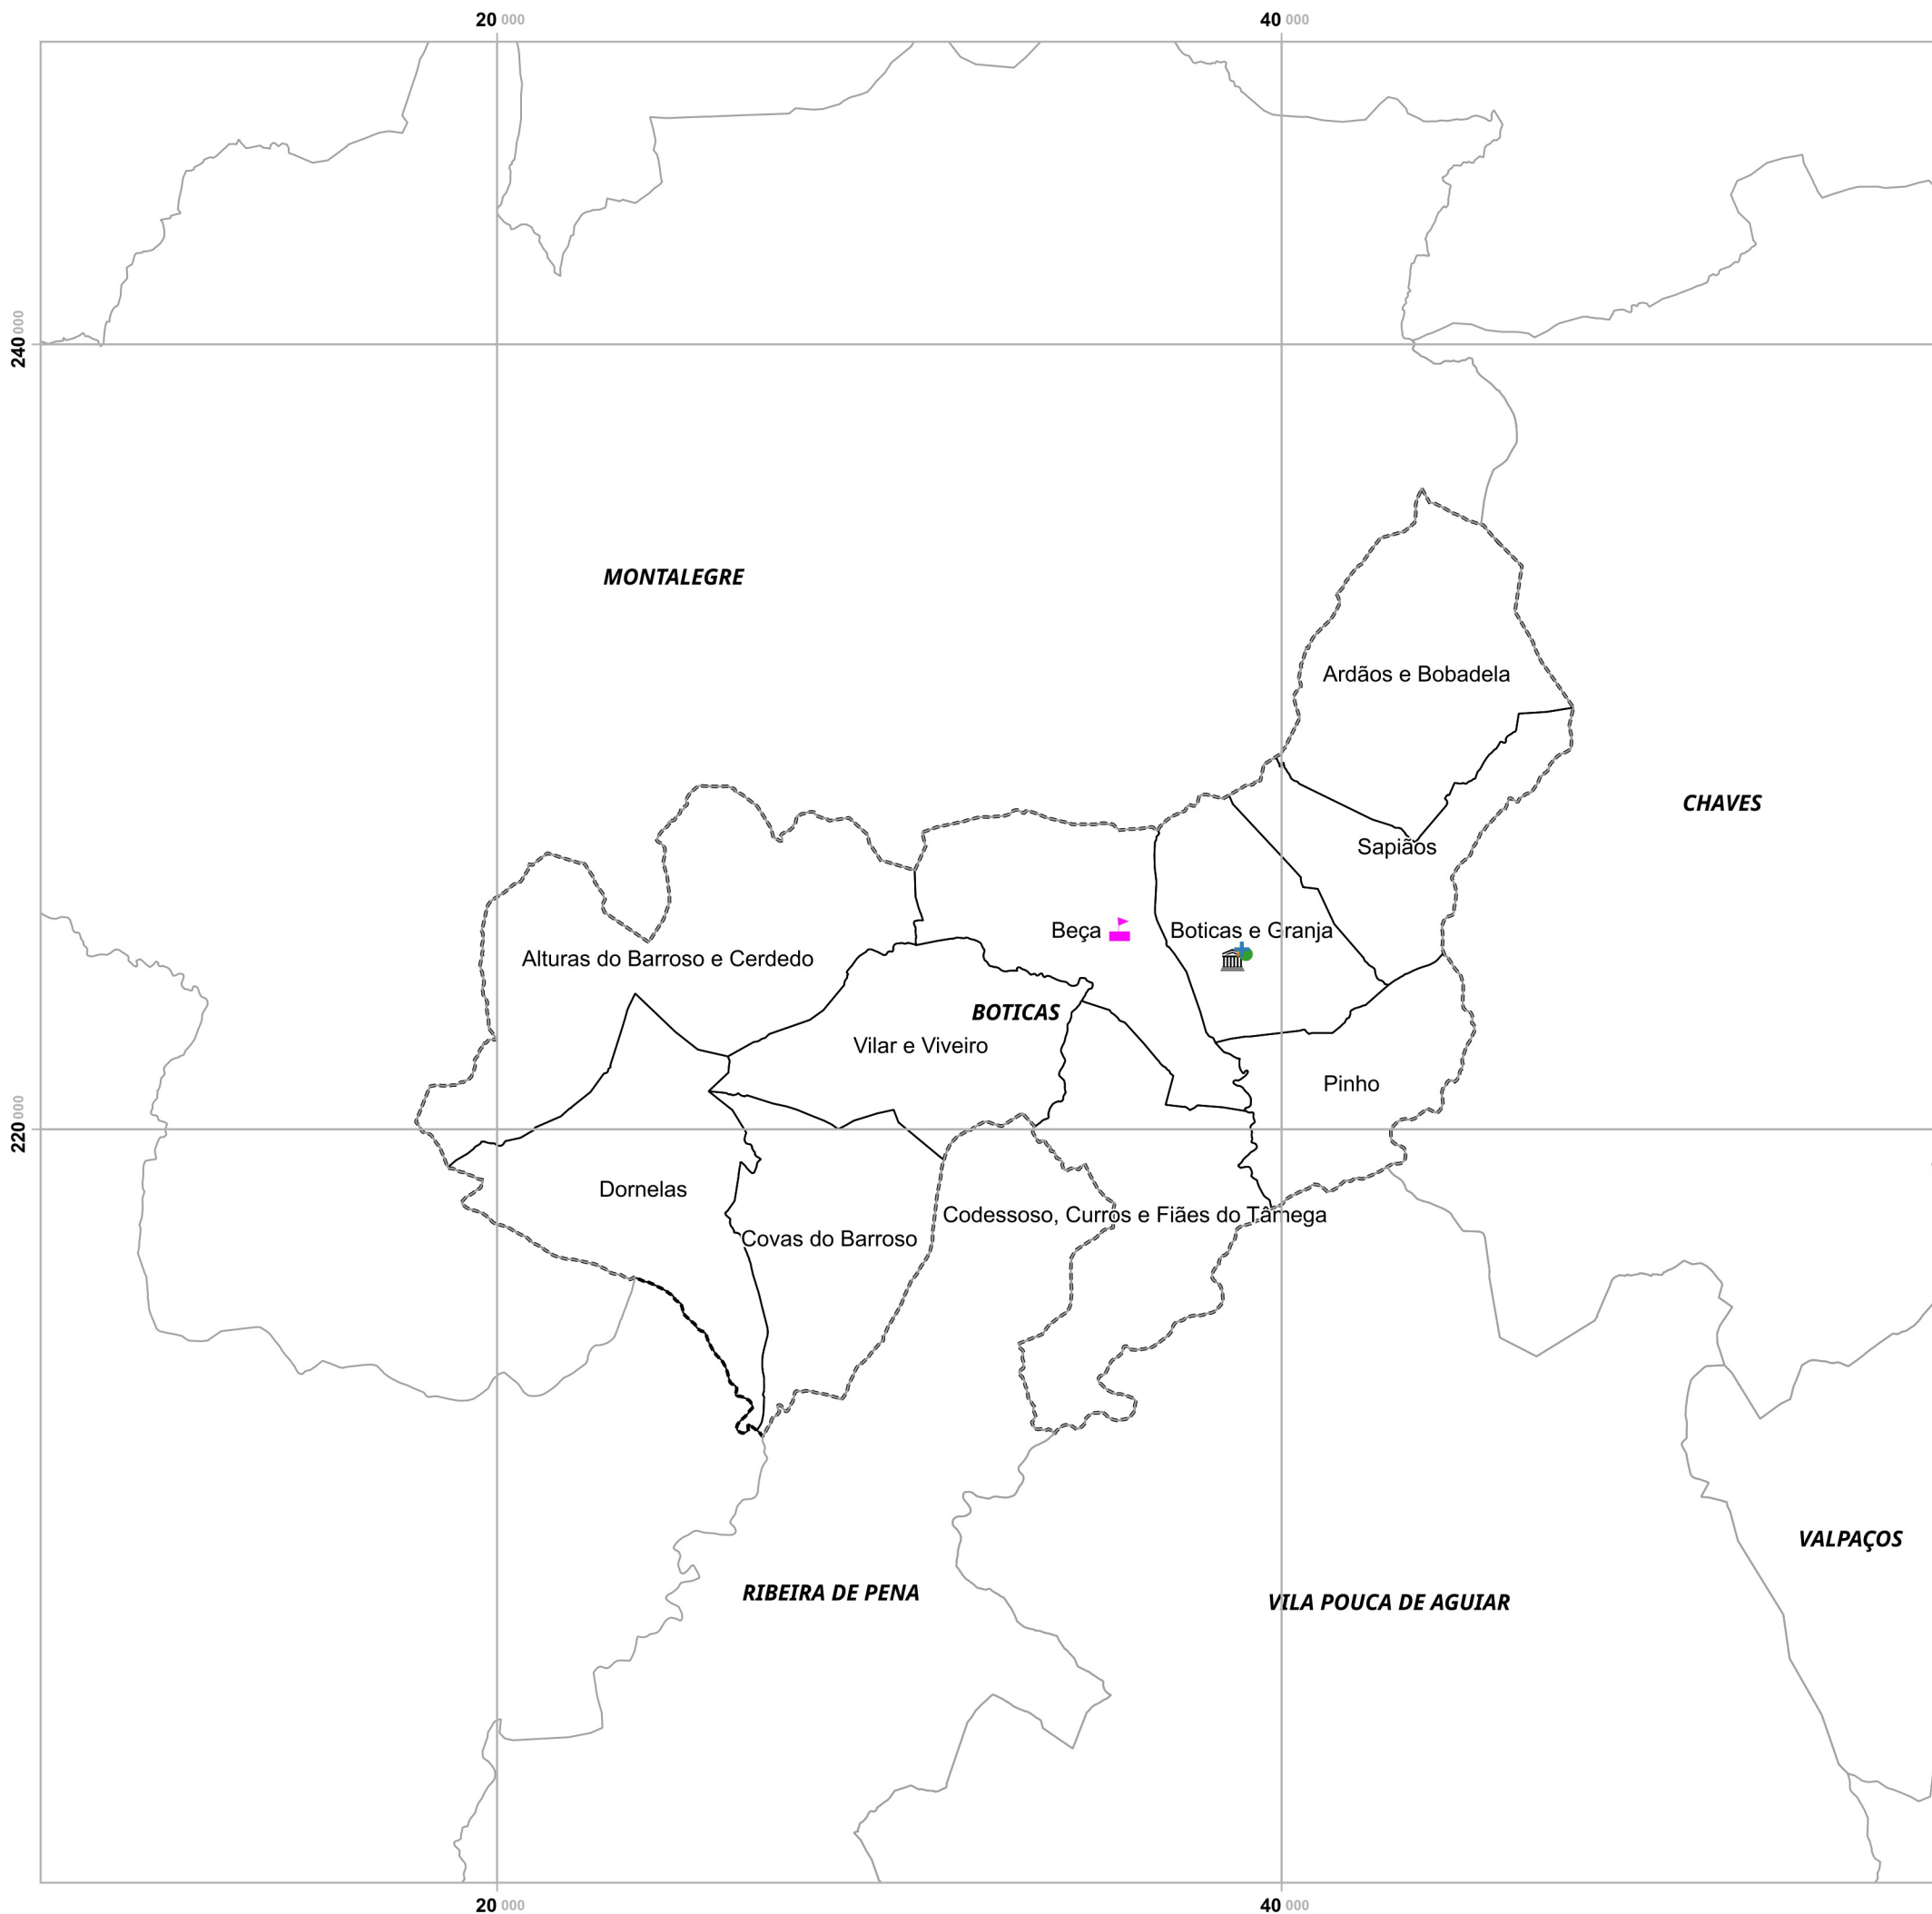 20 000
40 000
240 000
MONTALEGRE
Ardãos e Bobadela
CHAVES
Sapiãos
Beça
Boticas e Granja
Alturas do Barroso e Cerdedo
BOTICAS
Vilar e Viveiro
Pinho
220 000
Dornelas
Codessoso, Curros e Fiães do Tâmega
Covas do Barroso
VALPAÇOS
RIBEIRA DE PENA
VILA POUCA DE AGUIAR
20 000
40 000